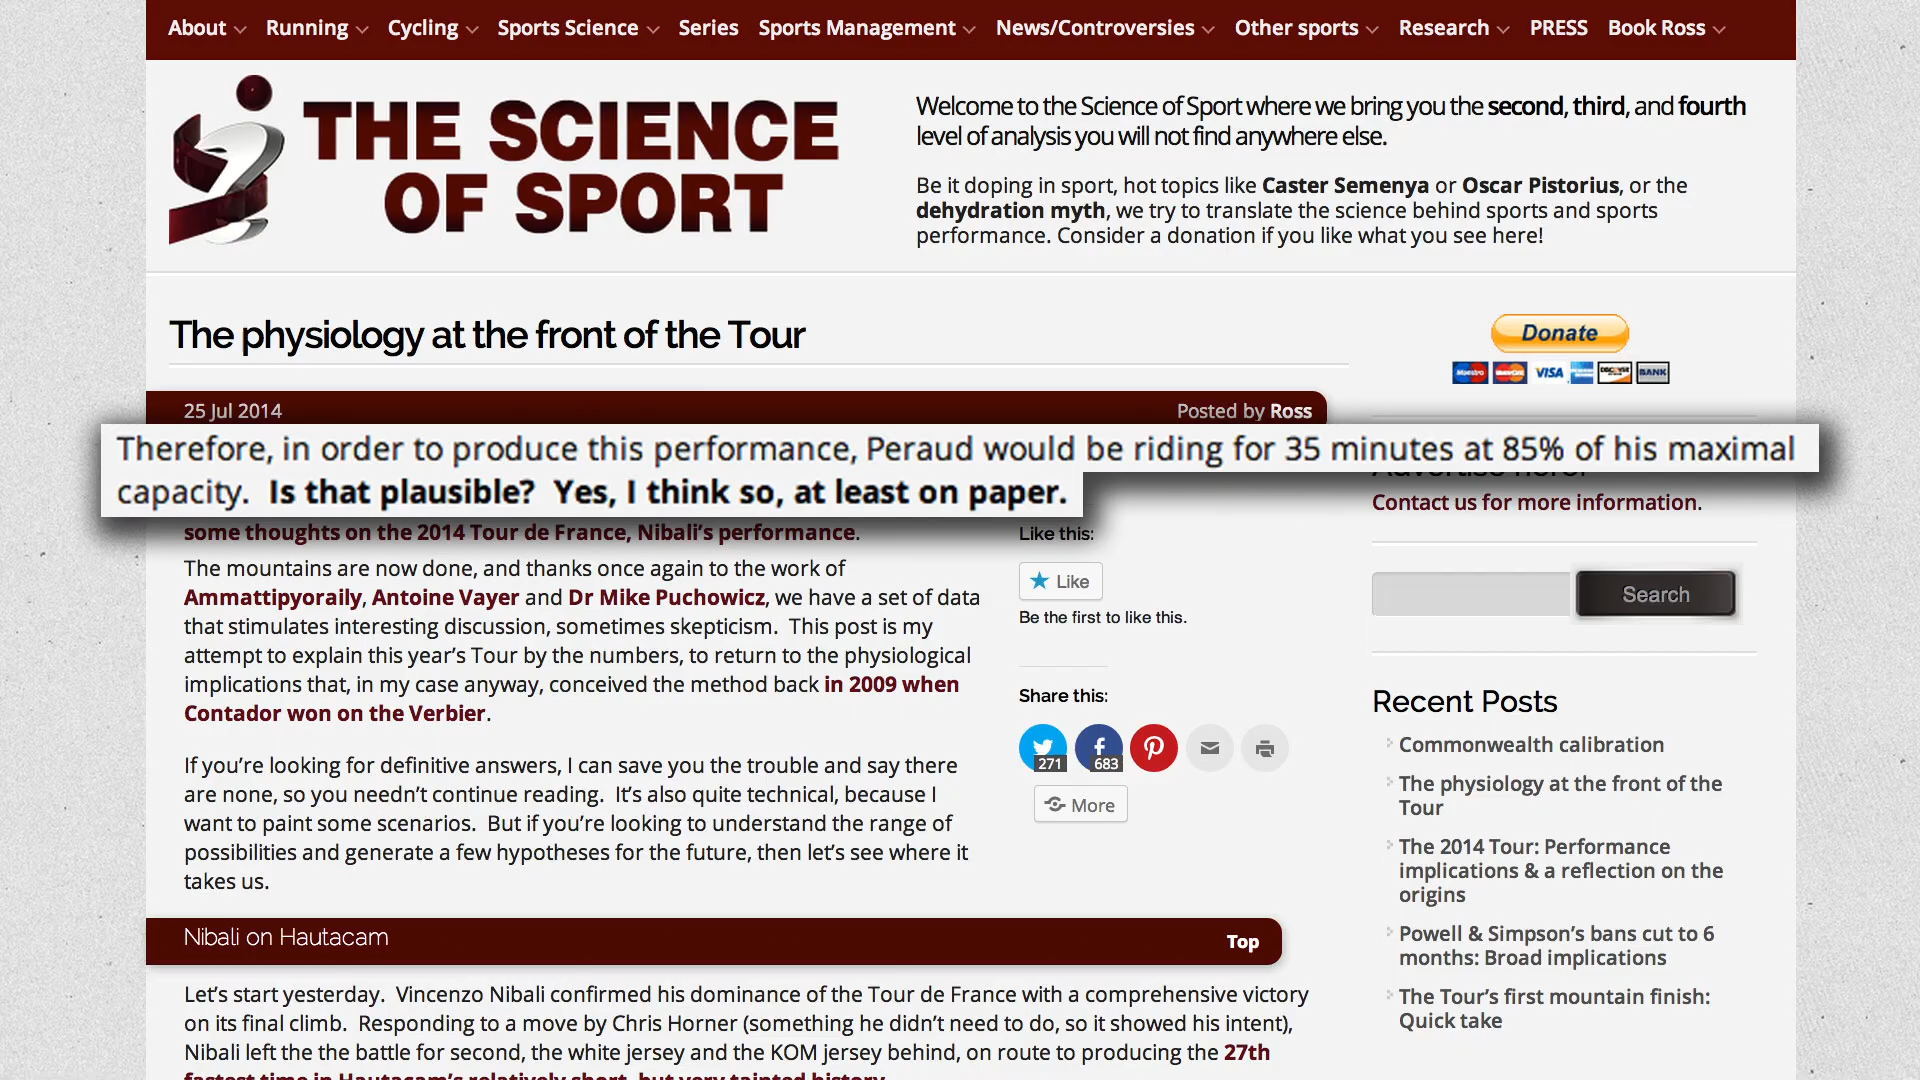 About Running Cycling Sports Science Series Sports Management News/Controversies Other sports Research PRESS Book Ross
THE SCIENCE
OF SPORT
Welcome to the Science of Sport where we bring you the second, third, and fourth
level of analysis you will not find anywhere else.
Be it doping in sport, hot topics like Caster Semenya or Oscar Pistorius, or the
dehydration myth, we try to translate the science behind sports and sports
performance. Consider a donation if you like what you see here!
The physiology at the front of the Tour
Donate
Maestro MasterCard VISA DISCOVER BANK
25 Jul 2014 Posted by Ross
Therefore, in order to produce this performance, Peraud would be riding for 35 minutes at 85% of his maximal
capacity. Is that plausible? Yes, I think so, at least on paper.
Contact us for more information.
some thoughts on the 2014 Tour de France, Nibali's performance.
The mountains are now done, and thanks once again to the work of
Ammattipyoraily, Antoine Vayer and Dr Mike Puchowicz, we have a set of data
that stimulates interesting discussion, sometimes skepticism. This post is my
attempt to explain this year's Tour by the numbers, to return to the physiological
implications that, in my case anyway, conceived the method back in 2009 when
Contador won on the Verbier.
If you're looking for definitive answers, I can save you the trouble and say there
are none, so you needn't continue reading. It's also quite technical, because I
want to paint some scenarios. But if you're looking to understand the range of
possibilities and generate a few hypotheses for the future, then let's see where it
takes us.
Like this:
Like
Be the first to like this.
Share this:
271 683
More
Search
Recent Posts
Commonwealth calibration
The physiology at the front of the
Tour
The 2014 Tour: Performance
implications & a reflection on the
origins
Powell & Simpson's bans cut to 6
months: Broad implications
The Tour's first mountain finish:
Quick take
Nibali on Hautacam Top
Let's start yesterday. Vincenzo Nibali confirmed his dominance of the Tour de France with a comprehensive victory
on its final climb. Responding to a move by Chris Horner (something he didn't need to do, so it showed his intent),
Nibali left the the battle for second, the white jersey and the KOM jersey behind, on route to producing the 27th
fastest time in Hautacam's relatively short, but very tainted history